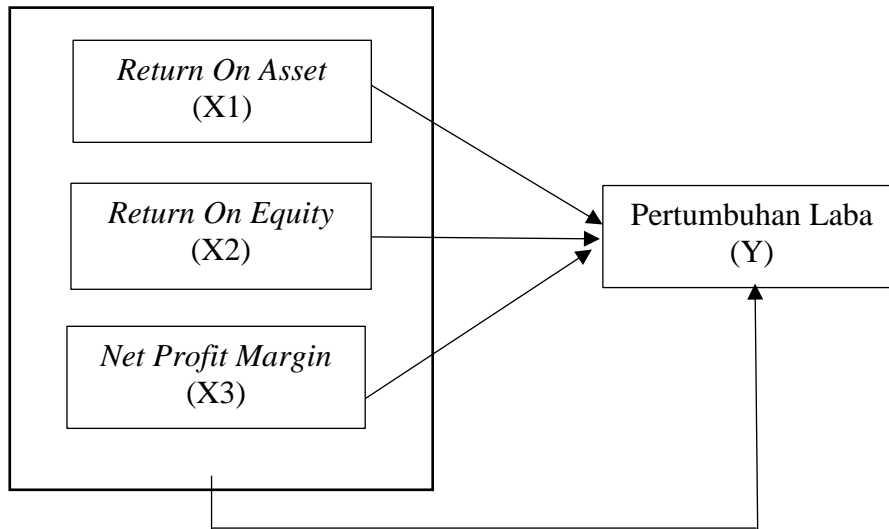 Return On Asset
(X1)
Return On Equity
(X2)
Net Profit Margin
(X3)
Pertumbuhan Laba
(Y)